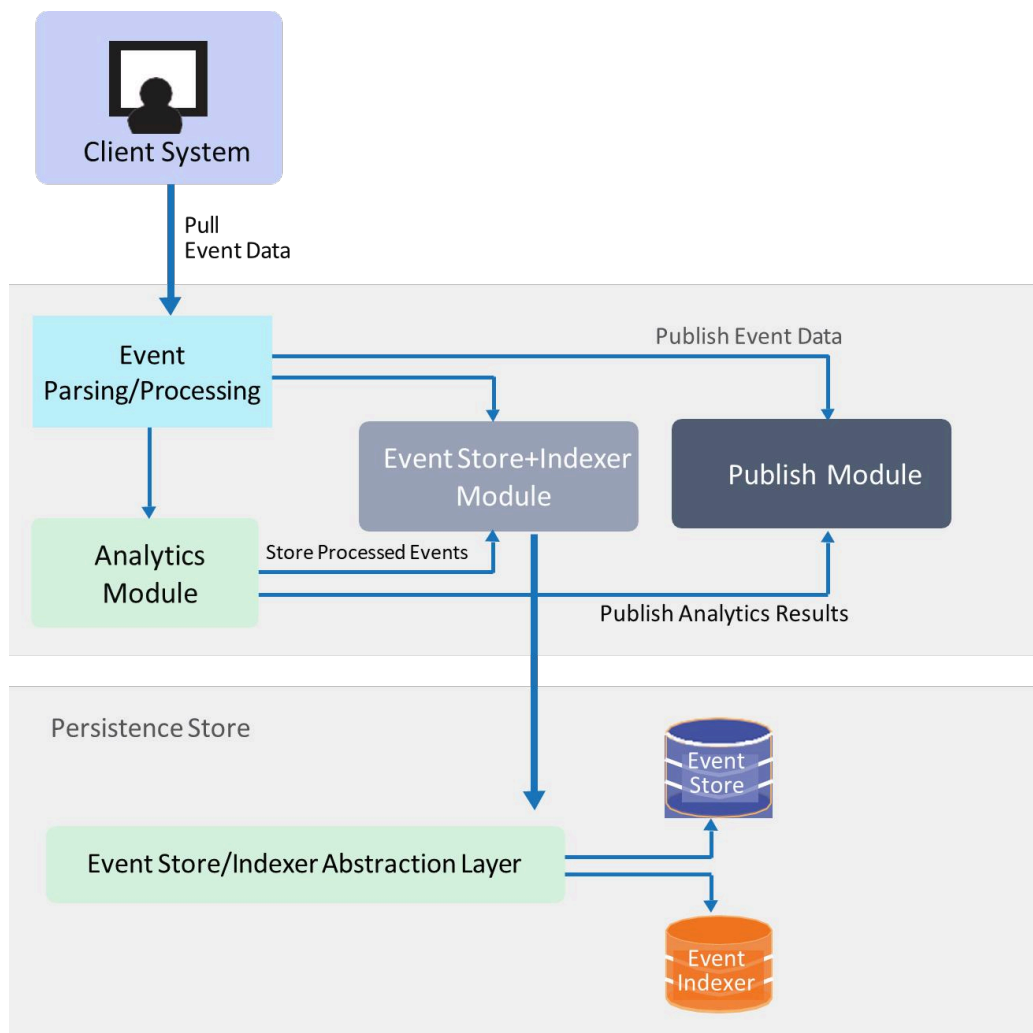 Client System
Pull
Event Data
Event
Parsing/Processing
Publish Event Data
Event Store+Indexer
Module
Publish Module
Analytics
Module
Store Processed Events
Publish Analytics Results
Persistence Store
Event
Store
Event Store/Indexer Abstraction Layer
Event
Indexer